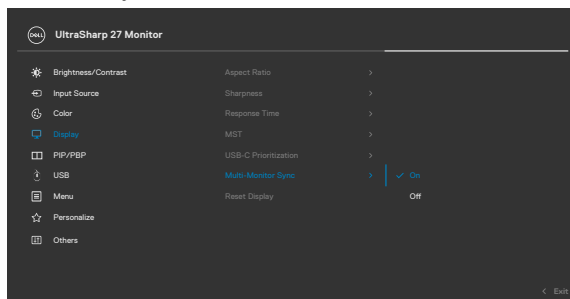 DELL UltraSharp 27 Monitor
Brightness/Contrast Aspect Ratio >
Input Source Sharpness >
Color Response Time >
Display MST >
PIP/PBP USB-C Prioritization >
USB Multi-Monitor Sync > ✓ On
Menu Reset Display Off
Personalize
Others
< Exit